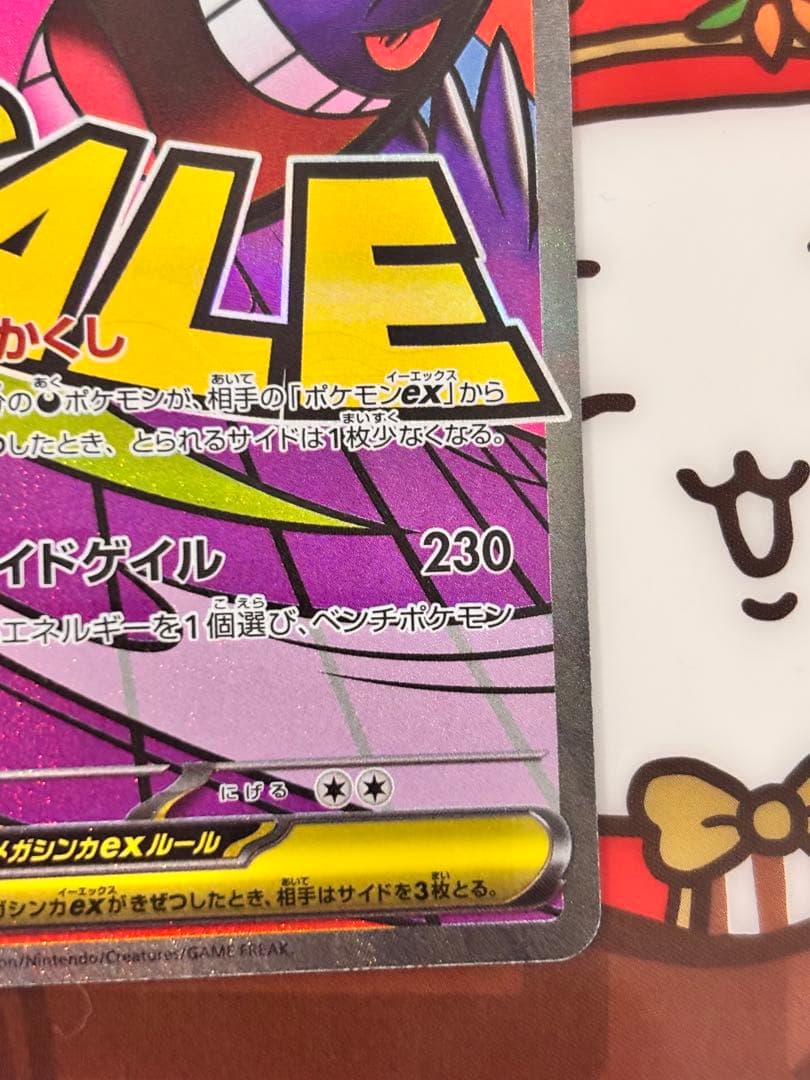 ALE
かくし
分の ポケモンが、相手の「ポケモンex」から
つしたとき、とられるサイドは1枚少なくなる。
イドゲイル 230
エネルギーを1個選び、ベンチポケモン
にげる
メガシンカexルール
ガシンカexがきぜつしたとき、相手はサイドを3枚とる。
on/Nintendo/Creatures/GAME FREAK.